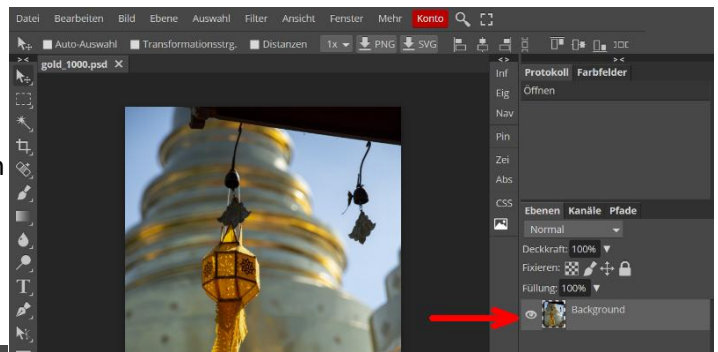 Datei Bearbeiten Bild Ebene Auswahl Filter Ansicht Fenster Mehr Konto
Auto-Auswahl Transformationsstrg. Distanzen 1x PNG SVG
gold_1000.psd
Inf
Eig
Nav
Pin
Zei
Abs
CSS
Protokoll Farbfelder
Öffnen
Ebenen Kanäle Pfade
Normal
Deckkraft: 100%
Fixieren:
Füllung: 100%
Background